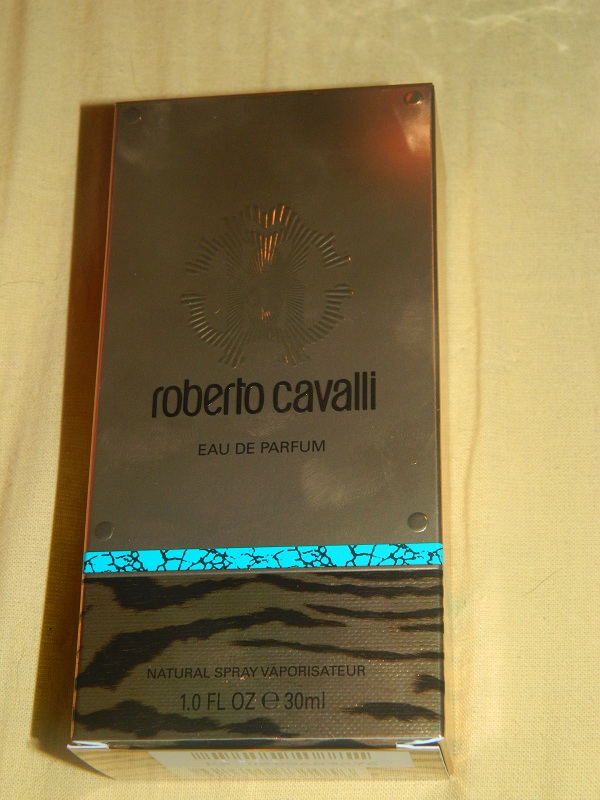 roberto cavalli
EAU DE PARFUM
NATURAL SPRAY VAPORISATEUR
1.0 FL OZ ℮ 30ml